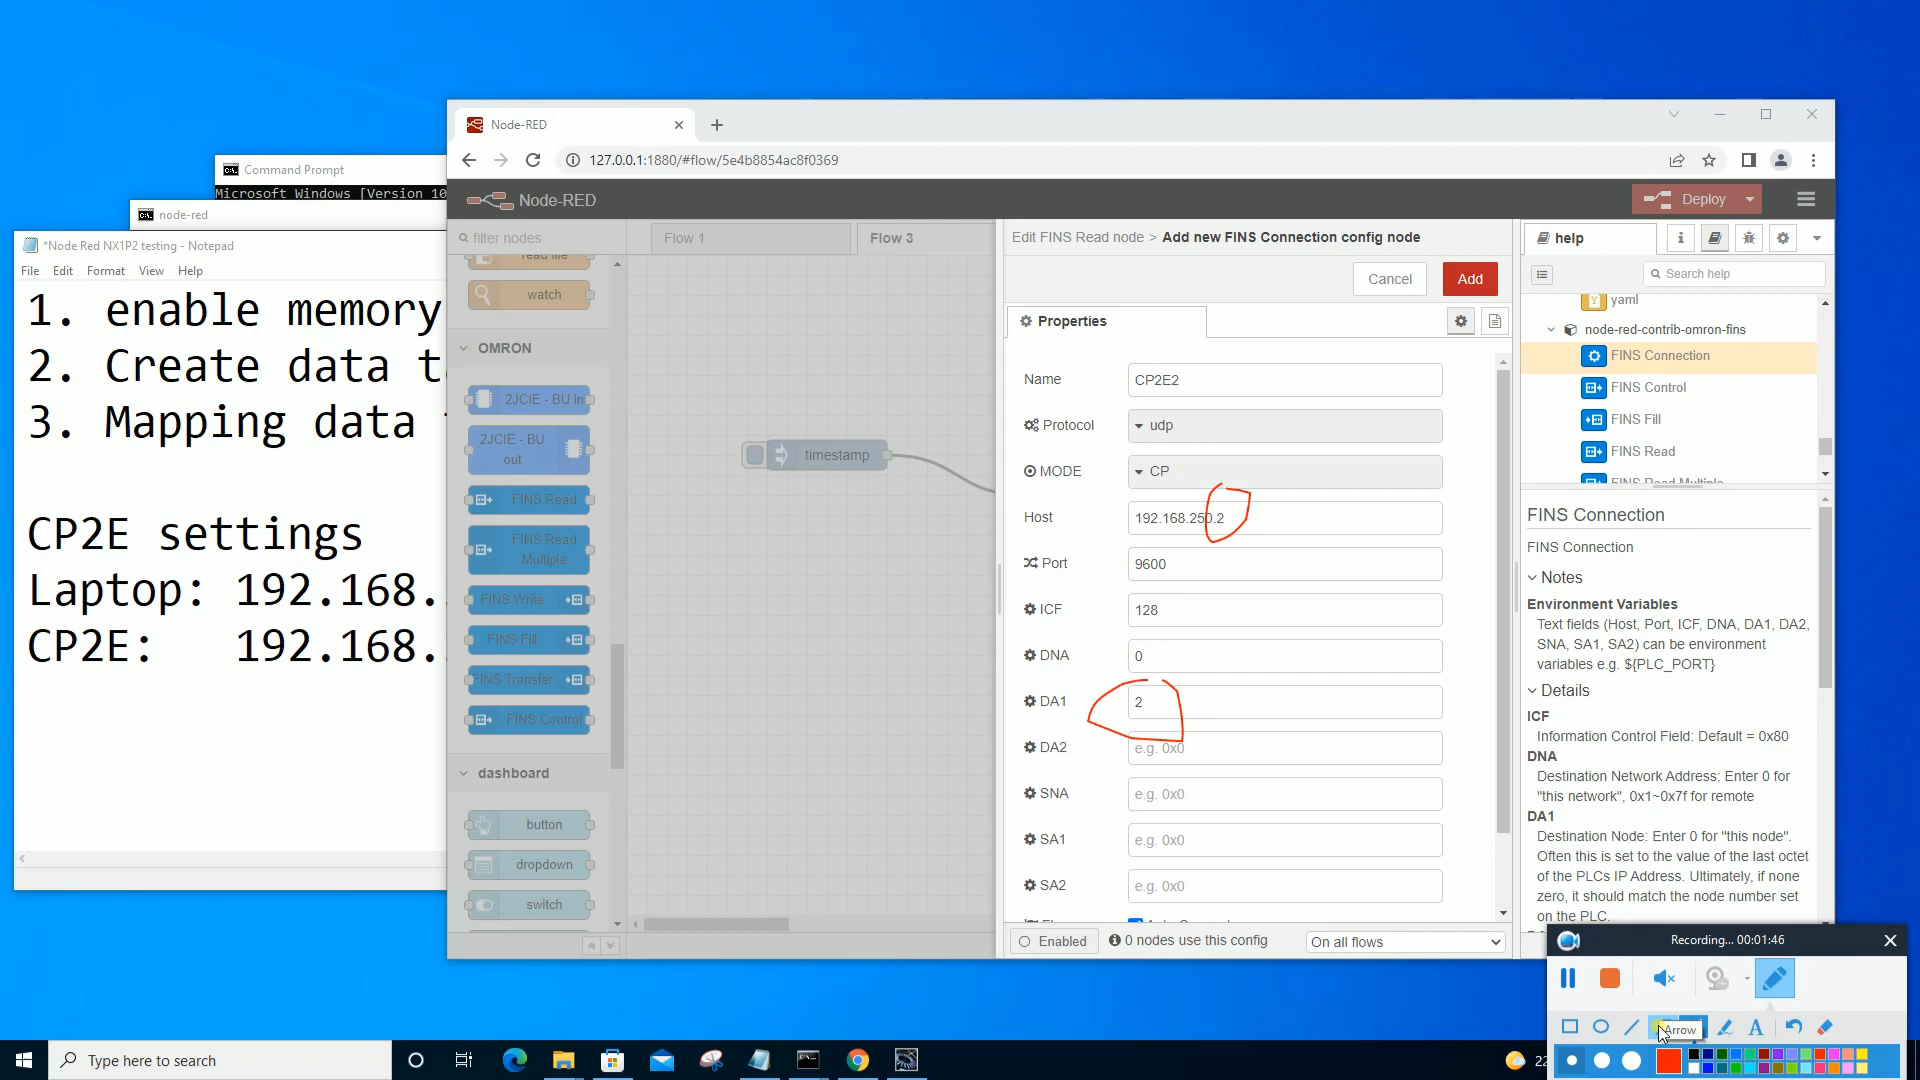 Node-RED
127.0.0.1:1880/#flow/5e4b8854ac8f0369
Command Prompt
Microsoft Windows [Version 10
node-red
*Node Red NX1P2 testing - Notepad
File Edit Format View Help
1. enable memory
2. Create data
3. Mapping data
CP2E settings
Laptop: 192.168.
CP2E: 192.168.
Node-RED
Deploy
filter nodes
read file
watch
OMRON
2JCIE - BU in
2JCIE - BU
out
FINS Read
FINS Read
Multiple
FINS Write
FINS Fill
FINS Transfer
FINS Control
dashboard
button
dropdown
switch
Flow 1
Flow 3
timestamp
Edit FINS Read node > Add new FINS Connection config node
Cancel
Add
Properties
Name CP2E2
Protocol udp
MODE CP
Host 192.168.250.2
Port 9600
ICF 128
DNA 0
DA1 2
DA2 e.g. 0x0
SNA e.g. 0x0
SA1 e.g. 0x0
SA2 e.g. 0x0
Enabled
0 nodes use this config
On all flows
help
i
Search help
yaml
node-red-contrib-omron-fins
FINS Connection
FINS Control
FINS Fill
FINS Read
FINS Read Multiple
FINS Connection
FINS Connection
Notes
Environment Variables
Text fields (Host, Port, ICF, DNA, DA1, DA2,
SNA, SA1, SA2) can be environment
variables e.g. ${PLC_PORT}
Details
ICF
Information Control Field: Default = 0x80
DNA
Destination Network Address: Enter 0 for
"this network", 0x1~0x7f for remote
DA1
Destination Node: Enter 0 for "this node".
Often this is set to the value of the last octet
of the PLCs IP Address. Ultimately, if none
zero, it should match the node number set
on the PLC.
Recording... 00:01:46
Arrow
A
Type here to search
22